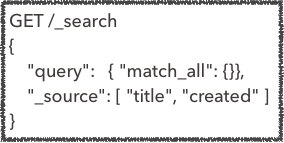 GET /_search
{
"query": { "match_all": {}},
"_source": [ "title", "created" ]
}